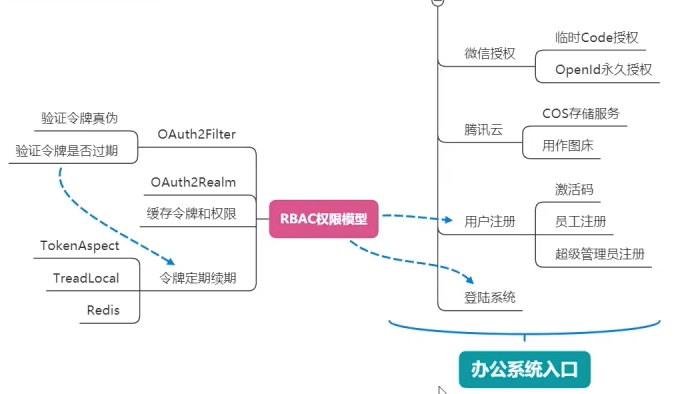 微信授权
临时Code授权
OpenId永久授权
腾讯云
COS存储服务
用作图床
用户注册
激活码
员工注册
超级管理员注册
登陆系统
办公系统入口
RBAC权限模型
OAuth2Filter
验证令牌真伪
验证令牌是否过期
OAuth2Realm
缓存令牌和权限
令牌定期续期
TokenAspect
TreadLocal
Redis